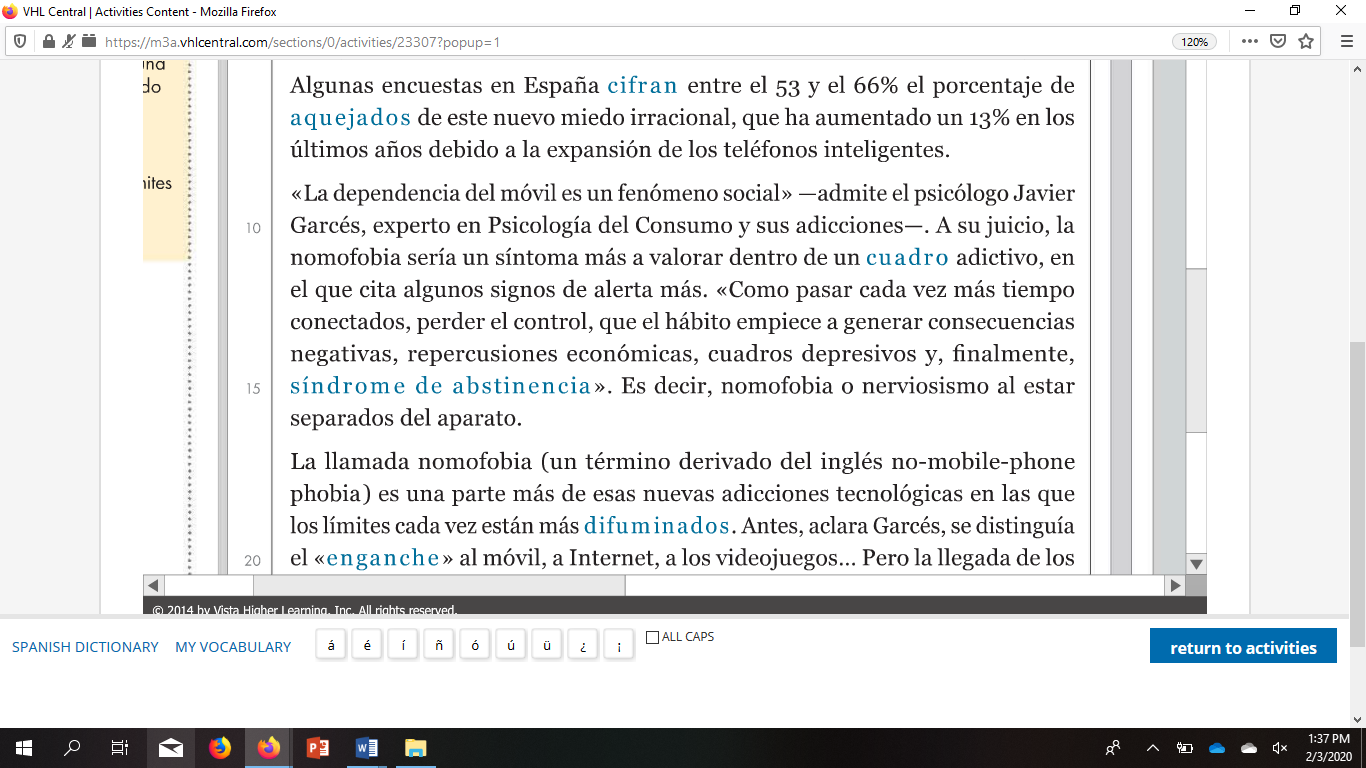 VHL Central | Activities Content - Mozilla Firefox
https://m3a.vhlcentral.com/sections/0/activities/23307?popup=1
120%
una
do
Algunas encuestas en España cifran entre el 53 y el 66% el porcentaje de
aquejados de este nuevo miedo irracional, que ha aumentado un 13% en los
últimos años debido a la expansión de los teléfonos inteligentes.
nites
«La dependencia del móvil es un fenómeno social» —admite el psicólogo Javier
10 Garcés, experto en Psicología del Consumo y sus adicciones—. A su juicio, la
nomofobia sería un síntoma más a valorar dentro de un cuadro adictivo, en
el que cita algunos signos de alerta más. «Como pasar cada vez más tiempo
conectados, perder el control, que el hábito empiece a generar consecuencias
negativas, repercusiones económicas, cuadros depresivos y, finalmente,
15 síndrome de abstinencia». Es decir, nomofobia o nerviosismo al estar
separados del aparato.
La llamada nomofobia (un término derivado del inglés no-mobile-phone
phobia) es una parte más de esas nuevas adicciones tecnológicas en las que
los límites cada vez están más difuminados. Antes, aclara Garcés, se distinguía
20 el «enganche» al móvil, a Internet, a los videojuegos... Pero la llegada de los
© 2014 by Vista Higher Learning, Inc. All rights reserved.
SPANISH DICTIONARY MY VOCABULARY á é í ñ ó ú ü ¿ ¡ ALL CAPS
return to activities
1:37 PM
2/3/2020